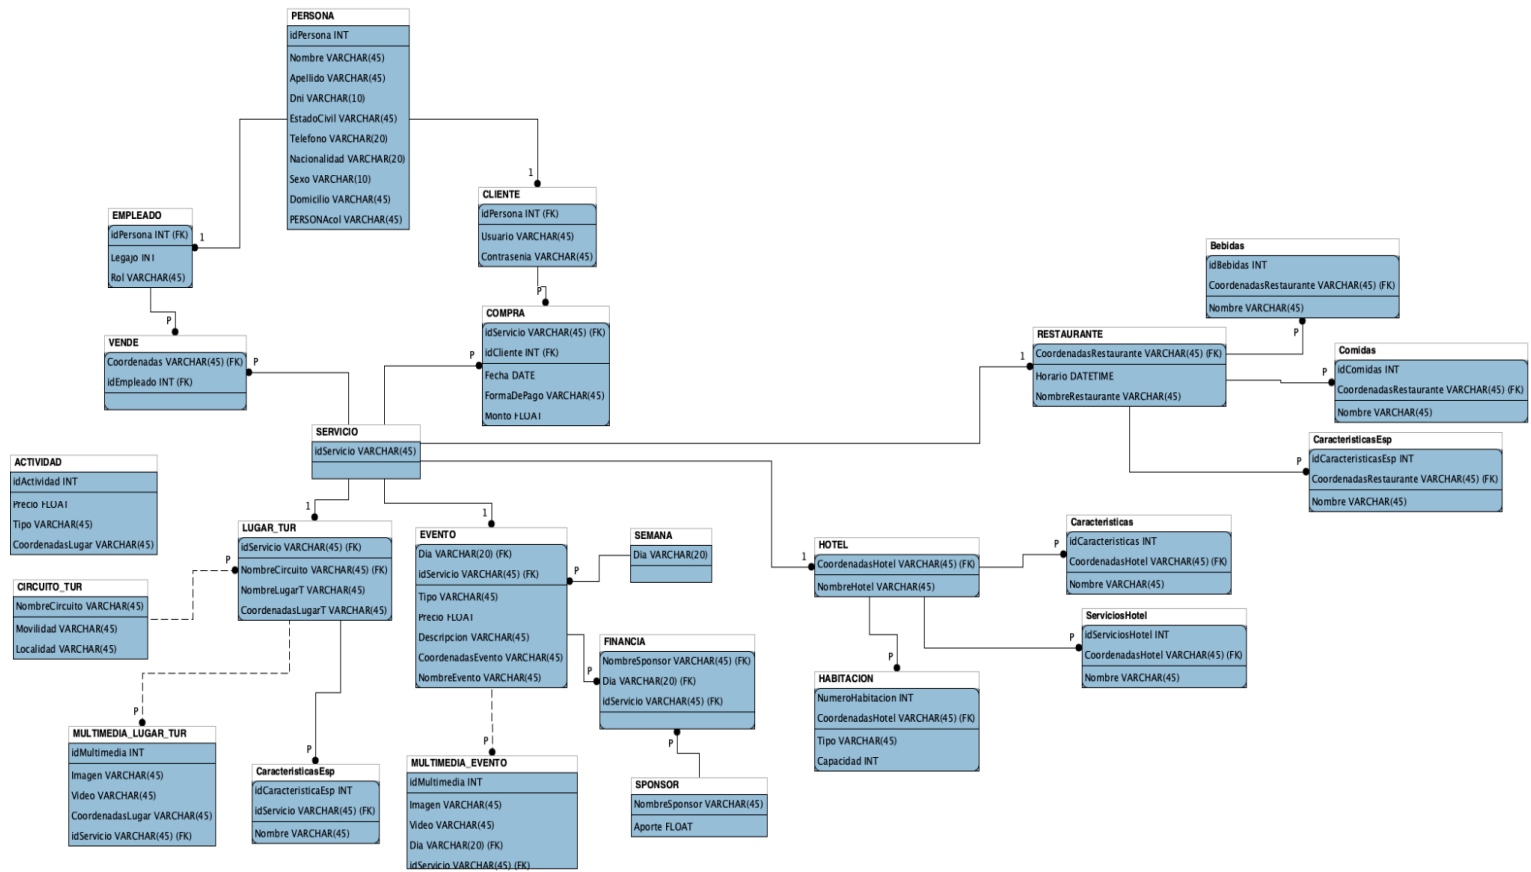 PERSONA
idPersona INT
Nombre VARCHAR(45)
Apellido VARCHAR(45)
Dni VARCHAR(10)
EstadoCivil VARCHAR(45)
Telefono VARCHAR(20)
Nacionalidad VARCHAR(20)
Sexo VARCHAR(10)
Domicilio VARCHAR(45)
PERSONAcol VARCHAR(45)
1
1
EMPLEADO
idPersona INT (FK)
Legajo INT
Rol VARCHAR(45)
P
CLIENTE
idPersona INT (FK)
Usuario VARCHAR(45)
Contrasenia VARCHAR(45)
P
VENDE
Coordenadas VARCHAR(45) (FK)
idEmpleado INT (FK)
P
COMPRA
idServicio VARCHAR(45) (FK)
idCliente INT (FK)
Fecha DATE
FormaDePago VARCHAR(45)
Monto FLOAT
P
SERVICIO
idServicio VARCHAR(45)
1
1
1
1
RESTAURANTE
CoordenadasRestaurante VARCHAR(45) (FK)
Horario DATETIME
NombreRestaurante VARCHAR(45)
P
P
P
Bebidas
idBebidas INT
CoordenadasRestaurante VARCHAR(45) (FK)
Nombre VARCHAR(45)
Comidas
idComidas INT
CoordenadasRestaurante VARCHAR(45) (FK)
Nombre VARCHAR(45)
CaracteristicasEsp
idCaracteristicasEsp INT
CoordenadasRestaurante VARCHAR(45) (FK)
Nombre VARCHAR(45)
ACTIVIDAD
idActividad INT
Precio FLOAT
Tipo VARCHAR(45)
CoordenadasLugar VARCHAR(45)
CIRCUITO_TUR
NombreCircuito VARCHAR(45)
Movilidad VARCHAR(45)
Localidad VARCHAR(45)
P
LUGAR_TUR
idServicio VARCHAR(45) (FK)
NombreCircuito VARCHAR(45) (FK)
NombreLugarT VARCHAR(45)
CoordenadasLugarT VARCHAR(45)
P
P
EVENTO
Dia VARCHAR(20) (FK)
idServicio VARCHAR(45) (FK)
Tipo VARCHAR(45)
Precio FLOAT
Descripcion VARCHAR(45)
CoordenadasEvento VARCHAR(45)
NombreEvento VARCHAR(45)
P
P
P
SEMANA
Dia VARCHAR(20)
FINANCIA
NombreSponsor VARCHAR(45) (FK)
Dia VARCHAR(20) (FK)
idServicio VARCHAR(45) (FK)
P
SPONSOR
NombreSponsor VARCHAR(45)
Aporte FLOAT
HOTEL
CoordenadasHotel VARCHAR(45) (FK)
NombreHotel VARCHAR(45)
P
P
P
Caracteristicas
idCaracteristicas INT
CoordenadasHotel VARCHAR(45) (FK)
Nombre VARCHAR(45)
ServiciosHotel
idServiciosHotel INT
CoordenadasHotel VARCHAR(45) (FK)
Nombre VARCHAR(45)
HABITACION
NumeroHabitacion INT
CoordenadasHotel VARCHAR(45) (FK)
Tipo VARCHAR(45)
Capacidad INT
MULTIMEDIA_LUGAR_TUR
idMultimedia INT
Imagen VARCHAR(45)
Video VARCHAR(45)
CoordenadasLugar VARCHAR(45)
idServicio VARCHAR(45) (FK)
CaracteristicasEsp
idCaracteristicaEsp INT
idServicio VARCHAR(45) (FK)
Nombre VARCHAR(45)
MULTIMEDIA_EVENTO
idMultimedia INT
Imagen VARCHAR(45)
Video VARCHAR(45)
Dia VARCHAR(20) (FK)
idServicio VARCHAR(45) (FK)